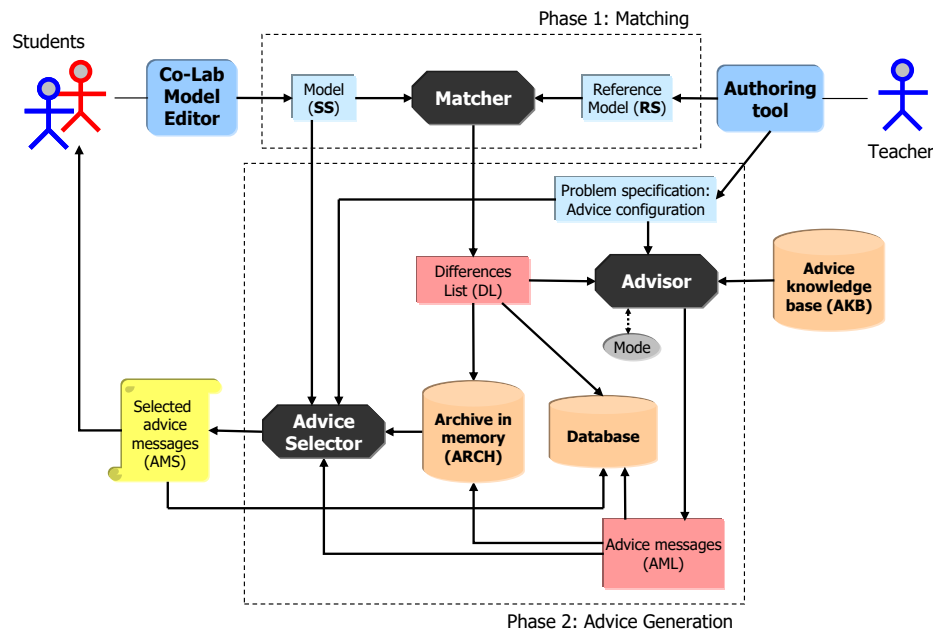 Phase 1: Matching
Students
Co-Lab
Model
Editor
Model
(SS)
Matcher
Reference
Model (RS)
Authoring
tool
Teacher
Problem specification:
Advice configuration
Differences
List (DL)
Advisor
Advice
knowledge
base (AKB)
Mode
Selected
advice
messages
(AMS)
Advice
Selector
Archive in
memory
(ARCH)
Database
Advice messages
(AML)
Phase 2: Advice Generation